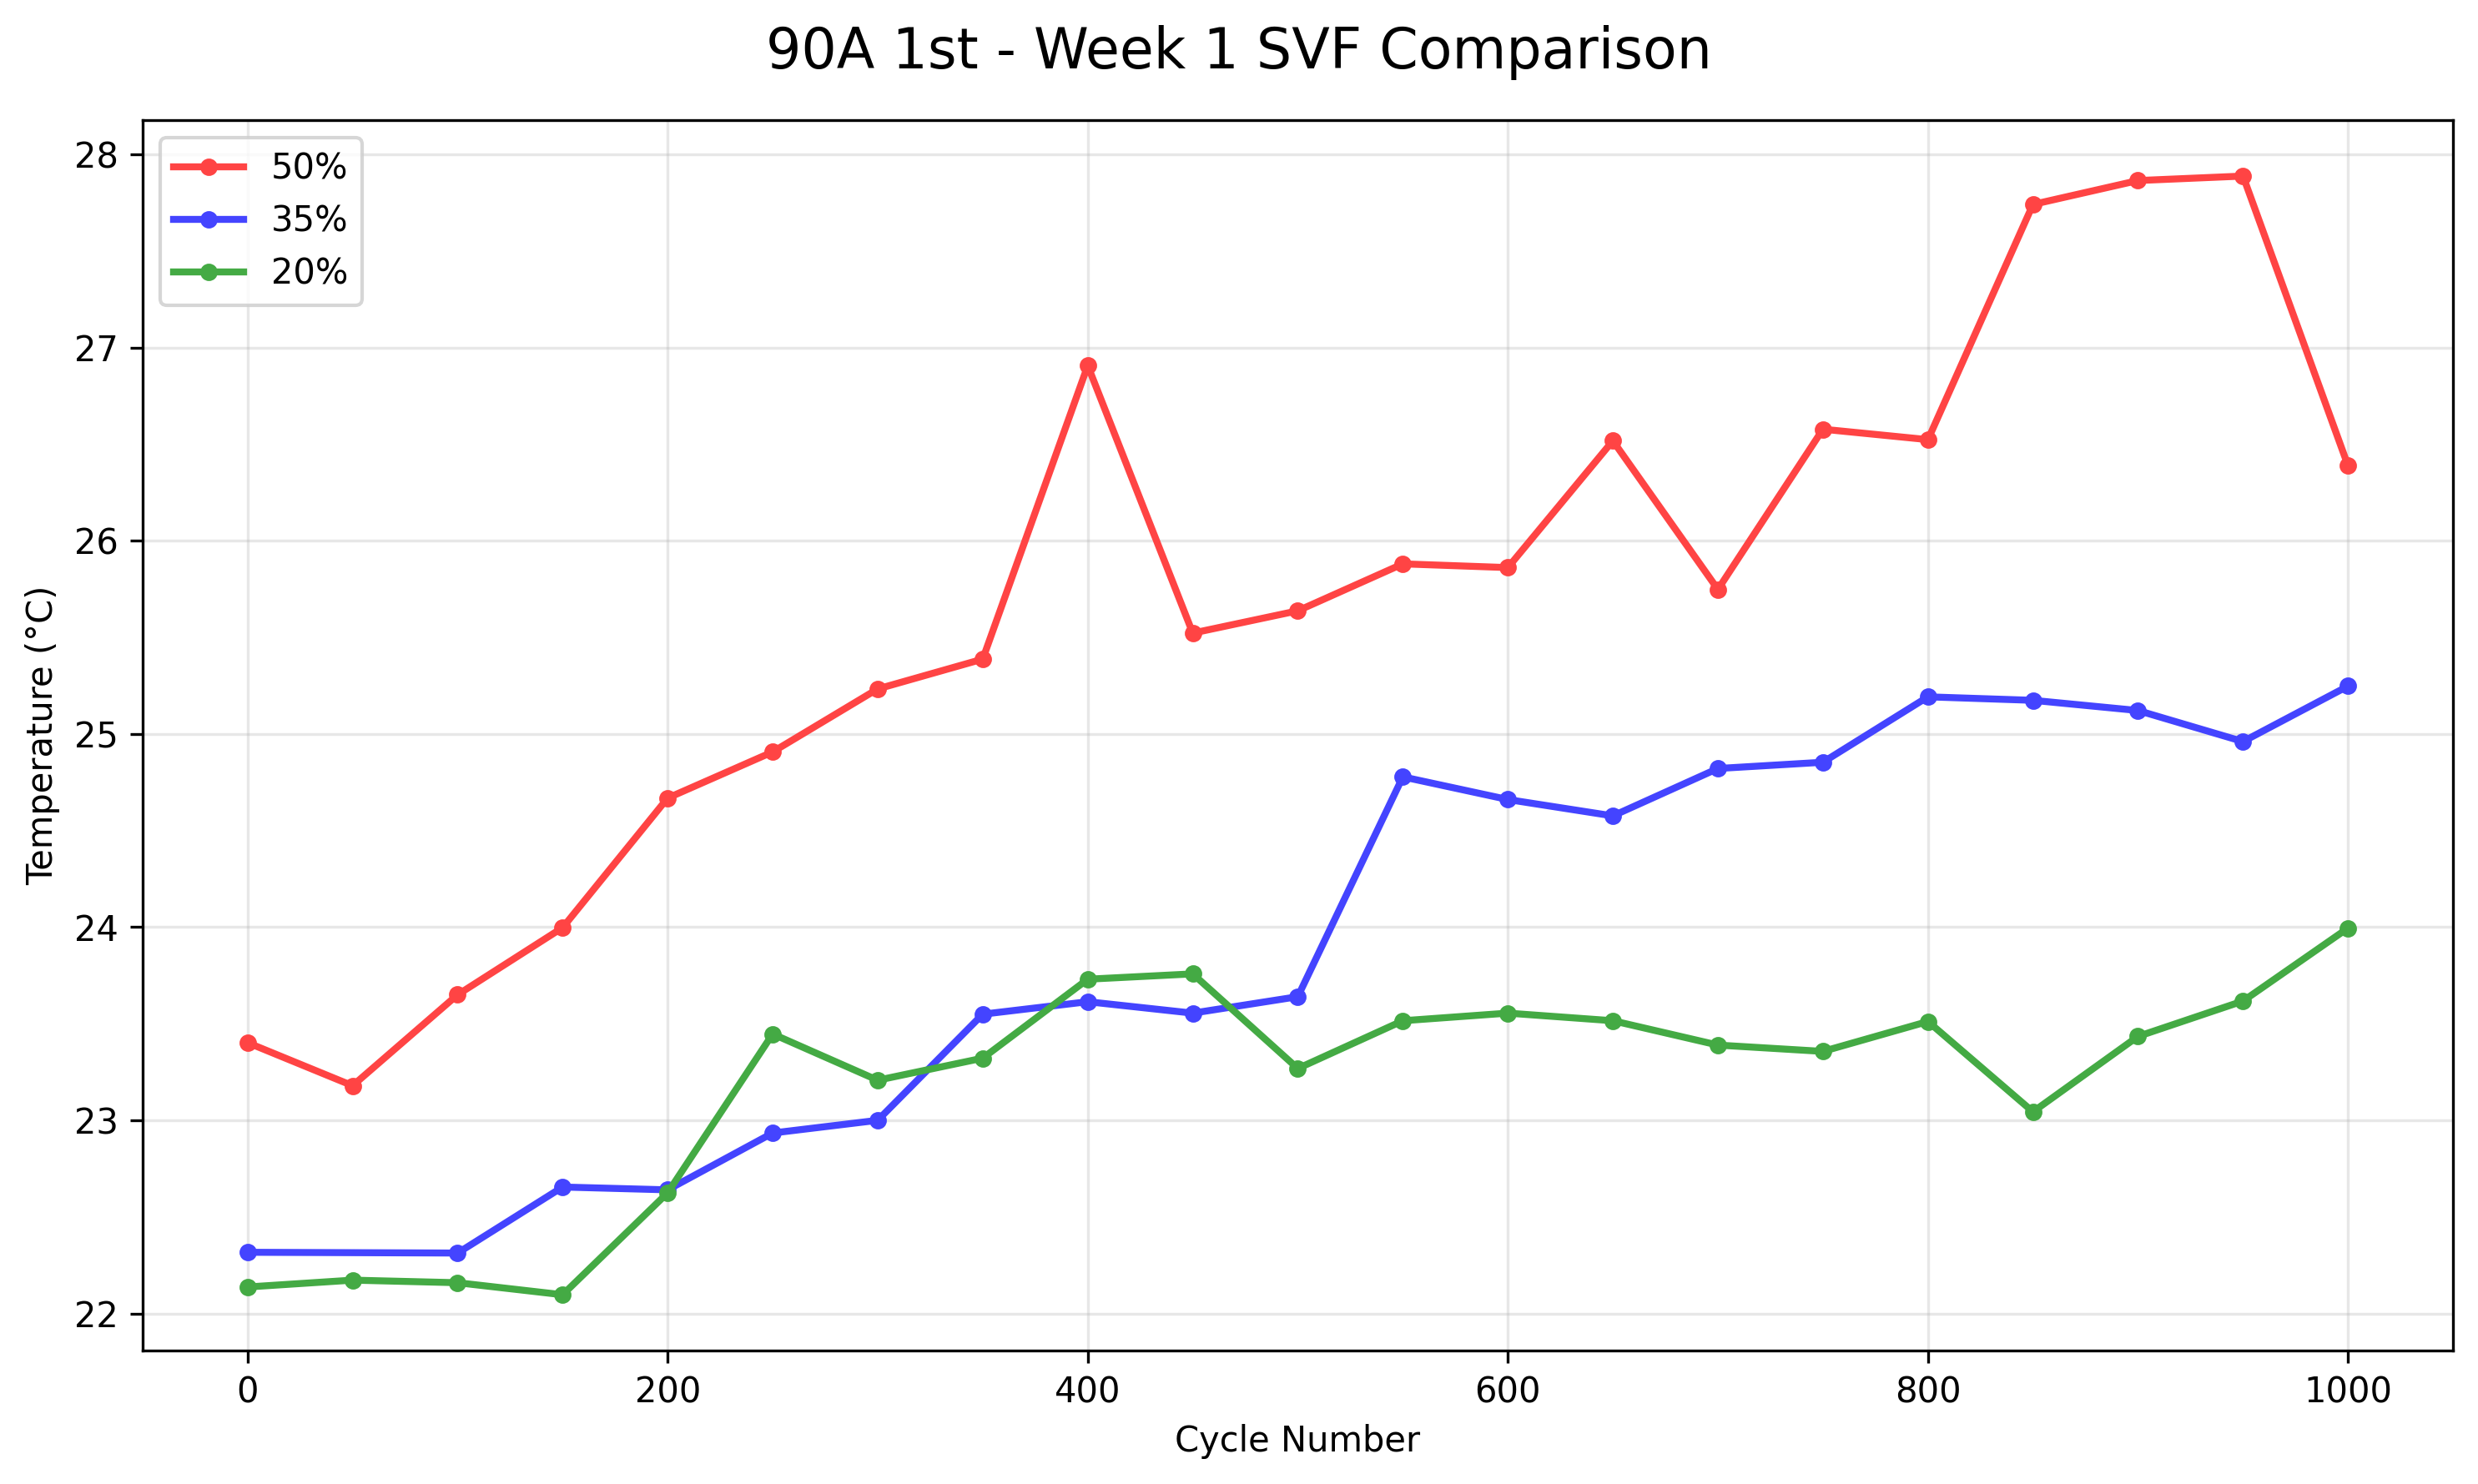 90A 1st - Week 1 SVF Comparison
50%
35%
20%
28
27
26
25
24
23
22
Temperature (°C)
0 200 400 600 800 1000
Cycle Number